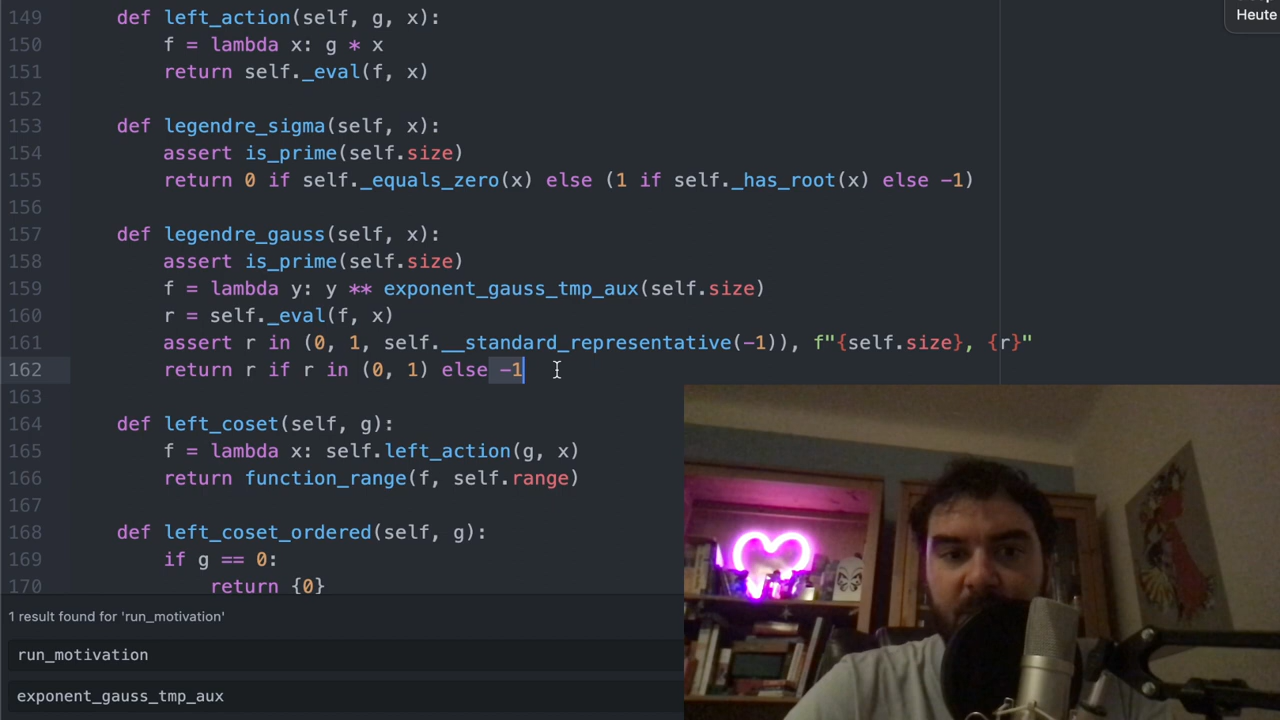 149     def left_action(self, g, x):
150         f = lambda x: g * x
151         return self._eval(f, x)
152
153     def legendre_sigma(self, x):
154         assert is_prime(self.size)
155         return 0 if self._equals_zero(x) else (1 if self._has_root(x) else -1)
156
157     def legendre_gauss(self, x):
158         assert is_prime(self.size)
159         f = lambda y: y ** exponent_gauss_tmp_aux(self.size)
160         r = self._eval(f, x)
161         assert r in (0, 1, self.__standard_representative(-1)), f"{self.size}, {r}"
162         return r if r in (0, 1) else -1
163
164     def left_coset(self, g):
165         f = lambda x: self.left_action(g, x)
166         return function_range(f, self.range)
167
168     def left_coset_ordered(self, g):
169         if g == 0:
170             return {0}
Heute
1 result found for 'run_motivation'
run_motivation
exponent_gauss_tmp_aux